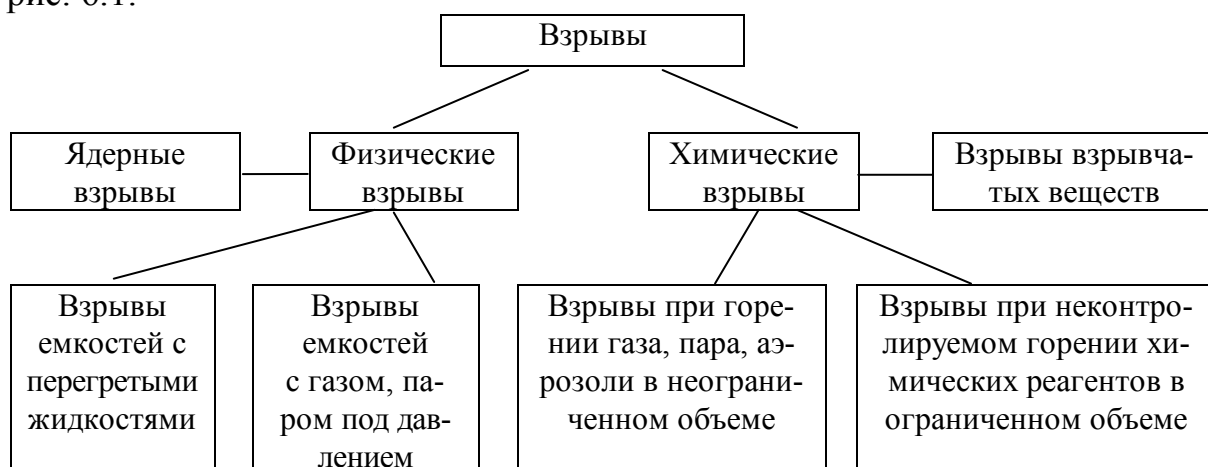 рис. 6.1.
Взрывы
Ядерные
взрывы
Физические
взрывы
Химические
взрывы
Взрывы взрывча-
тых веществ
Взрывы
емкостей с
перегретыми
жидкостями
Взрывы
емкостей
с газом, па-
ром под дав-
лением
Взрывы при горе-
нии газа, пара, аэ-
розоли в неограни-
ченном объеме
Взрывы при неконтро-
лируемом горении хи-
мических реагентов в
ограниченном объеме